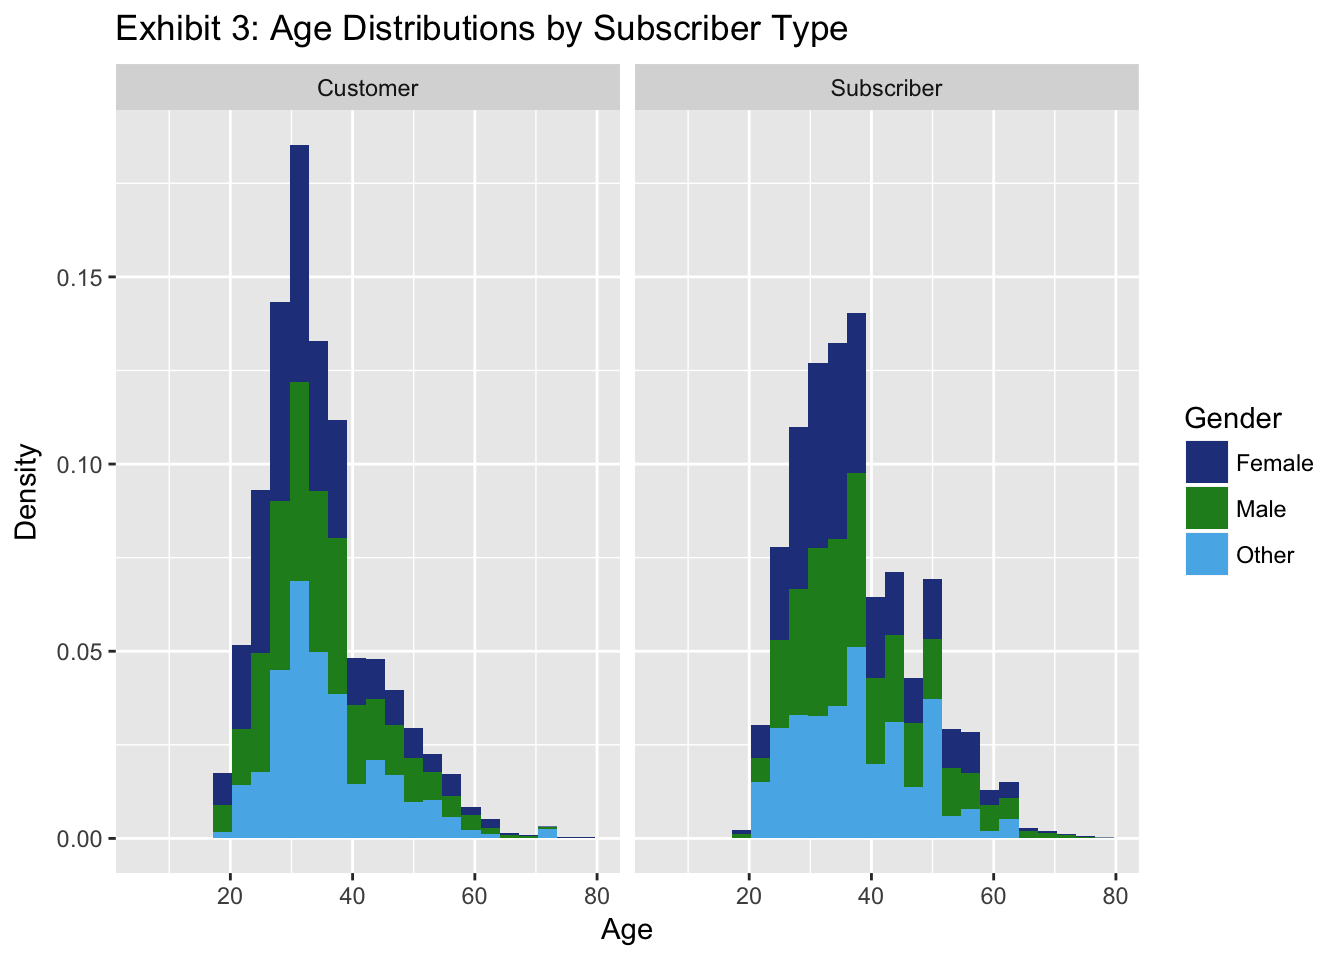 Exhibit 3: Age Distributions by Subscriber Type
Customer
Subscriber
0.15
0.10
0.05
0.00
Density
20
40
60
80
20
40
60
80
Age
Gender
Female
Male
Other